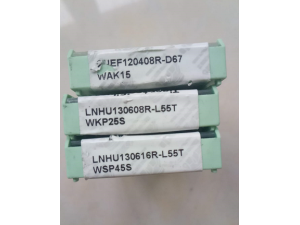 EF120408R-D67
WAK15
LNHU130608R-L55T
WKP25S
LNHU130616R-L55T
WSP45S